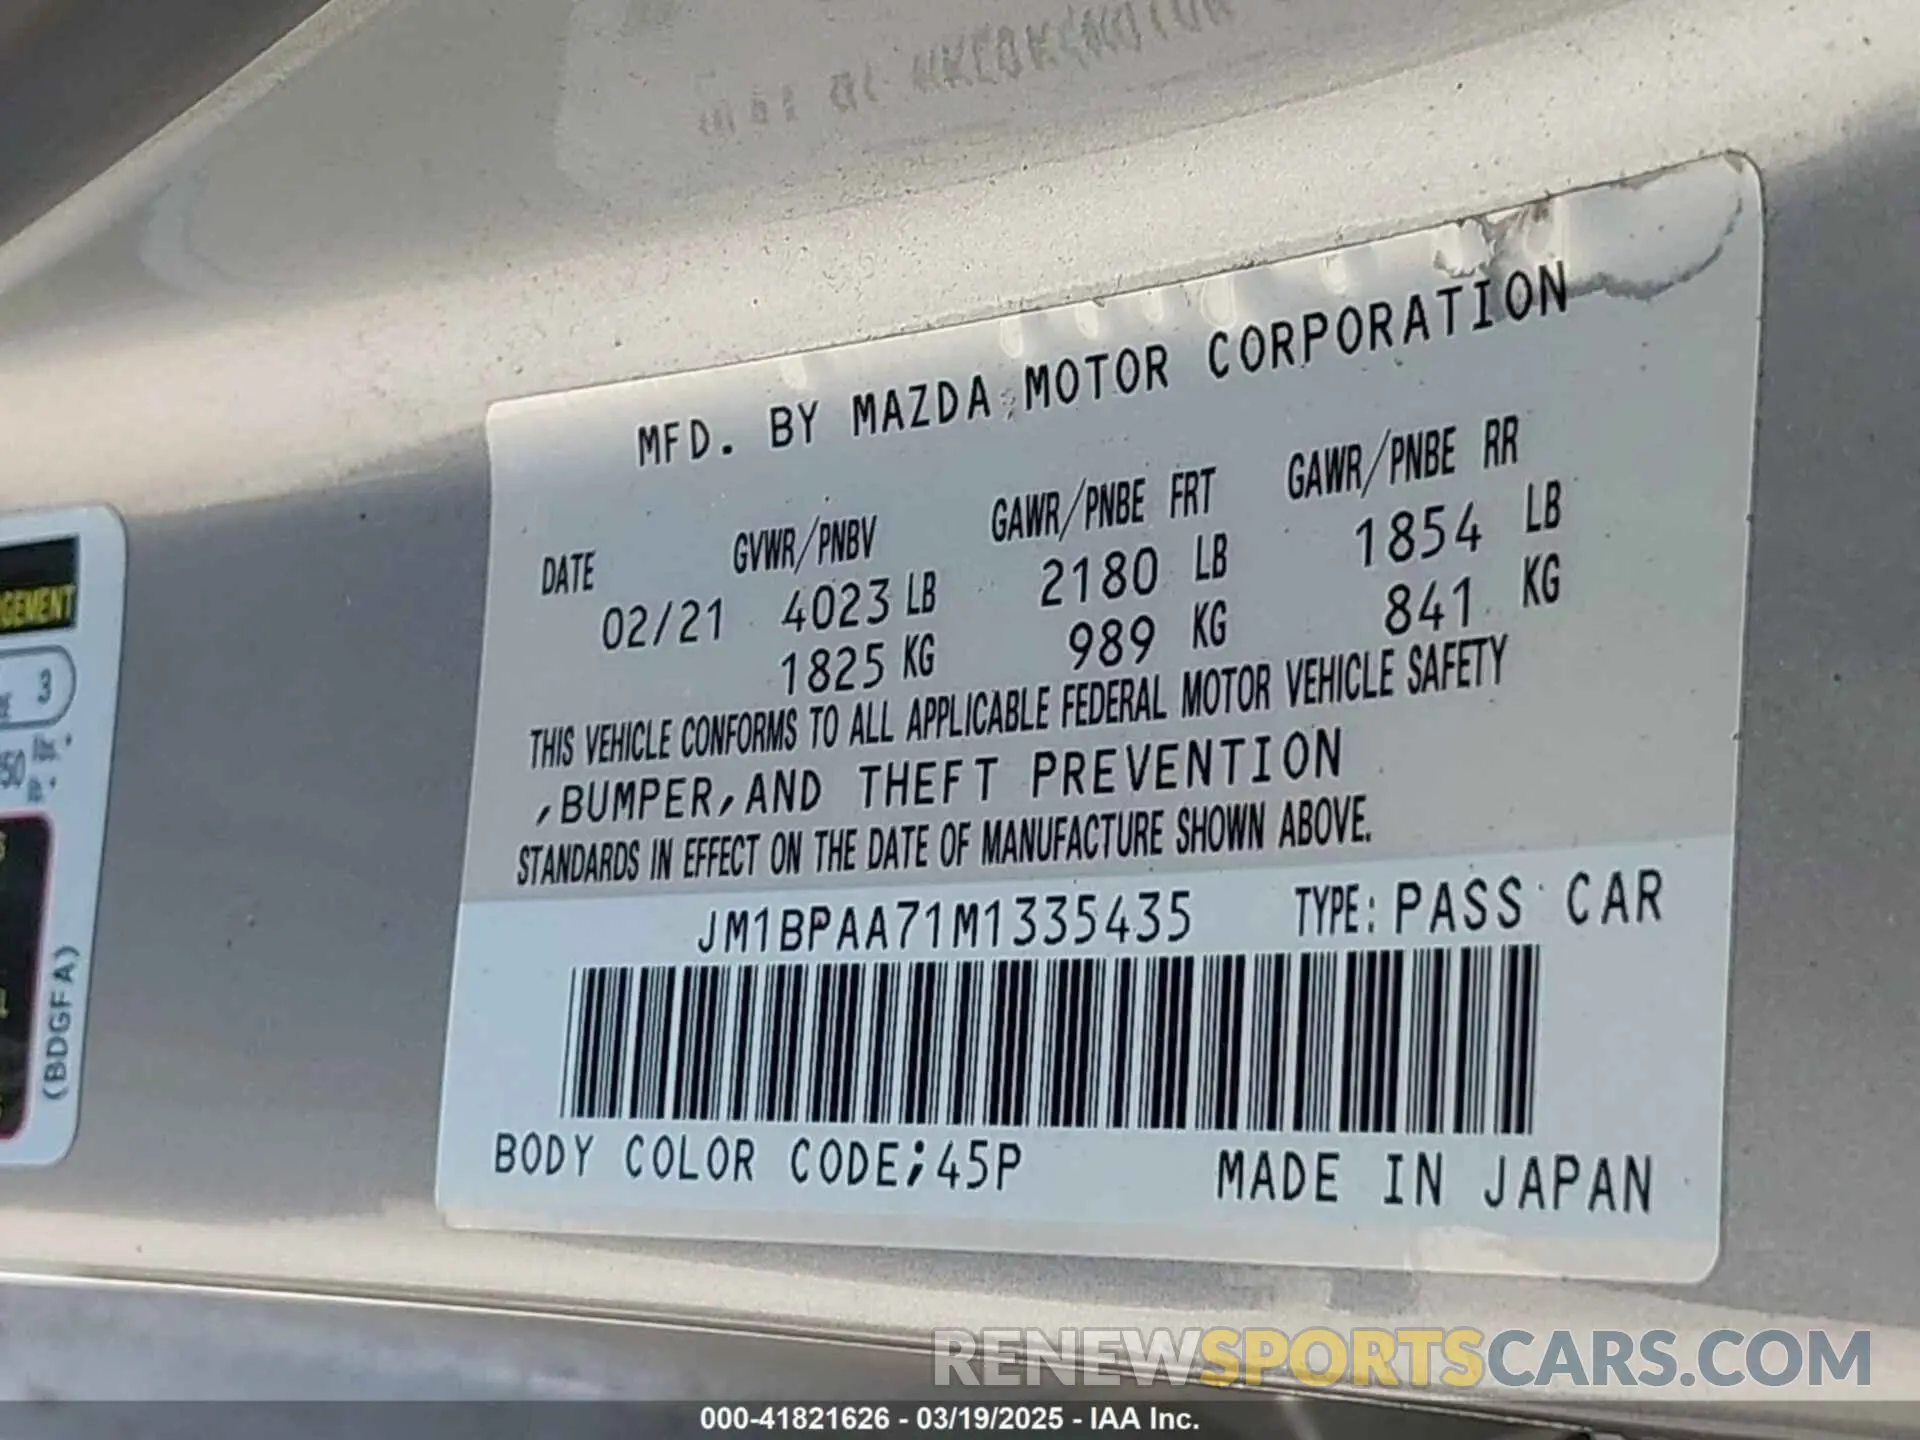 MFD. BY MAZDA MOTOR CORPORATION
DATE GVWR/PNBV GAWR/PNBE FRT GAWR/PNBE RR
02/21 4023 LB 2180 LB 1854 LB
1825 KG 989 KG 841 KG
THIS VEHICLE CONFORMS TO ALL APPLICABLE FEDERAL MOTOR VEHICLE SAFETY
,BUMPER,AND THEFT PREVENTION
STANDARDS IN EFFECT ON THE DATE OF MANUFACTURE SHOWN ABOVE.
JM1BPAA71M1335435 TYPE: PASS CAR
BODY COLOR CODE;45P MADE IN JAPAN
3
(BDGFA)
RENEWSPORTSCARS.COM
000-41821626 - 03/19/2025 - IAA Inc.